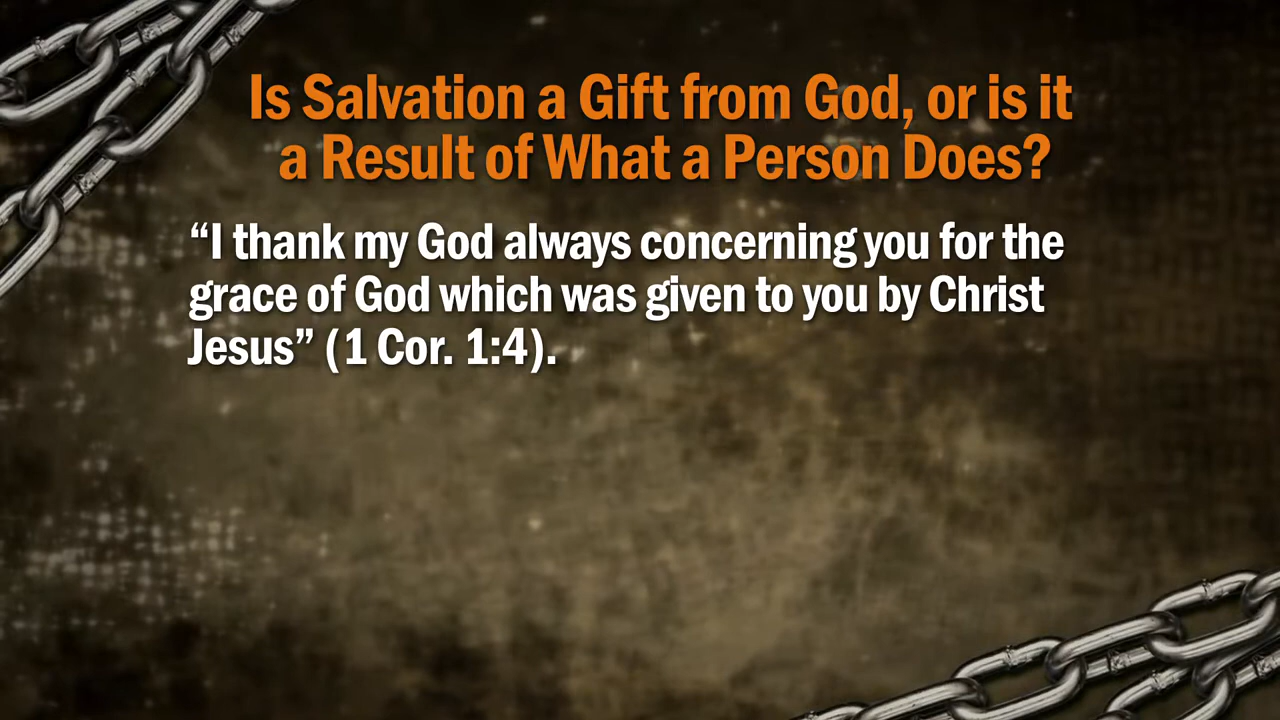 Is Salvation a Gift from God, or is it
a Result of What a Person Does?
“I thank my God always concerning you for the
grace of God which was given to you by Christ
Jesus” (1 Cor. 1:4).